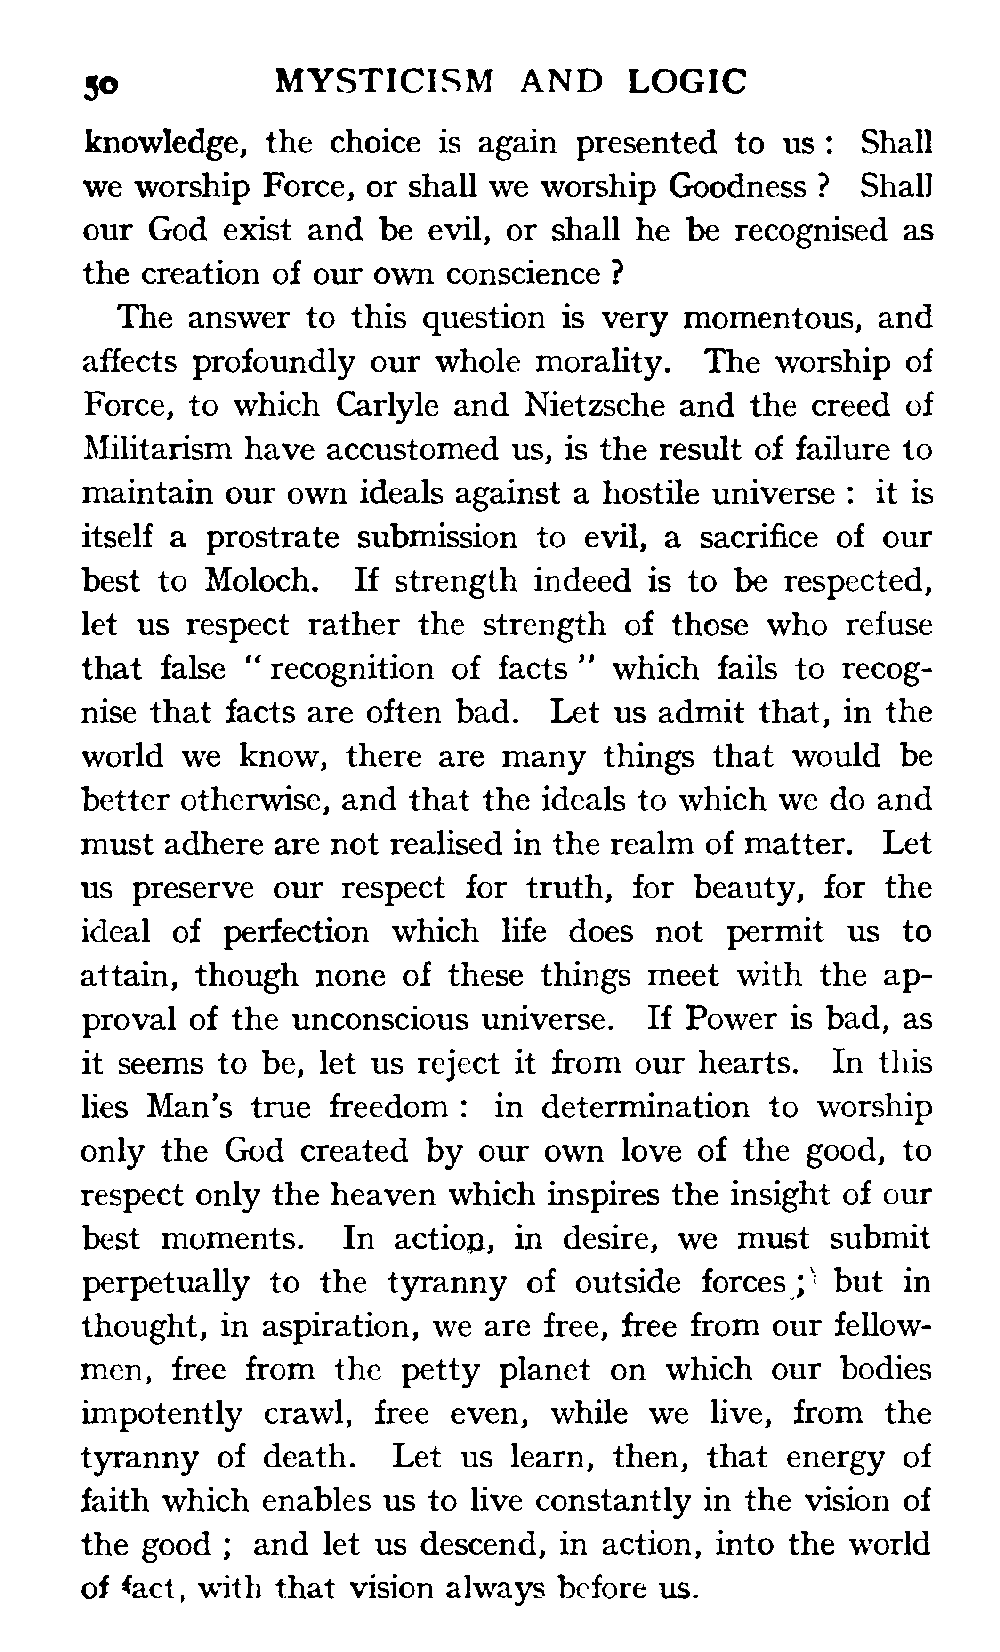 50 MYSTICISM AND LOGIC
knowledge, the choice is again presented to us : Shall
we worship Force, or shall we worship Goodness ? Shall
our God exist and be evil, or shall he be recognised as
the creation of our own conscience ?
The answer to this question is very momentous, and
affects profoundly our whole morality. The worship of
Force, to which Carlyle and Nietzsche and the creed of
Militarism have accustomed us, is the result of failure to
maintain our own ideals against a hostile universe : it is
itself a prostrate submission to evil, a sacrifice of our
best to Moloch. If strength indeed is to be respected,
let us respect rather the strength of those who refuse
that false “ recognition of facts ” which fails to recog-
nise that facts are often bad. Let us admit that, in the
world we know, there are many things that would be
better otherwise, and that the ideals to which we do and
must adhere are not realised in the realm of matter. Let
us preserve our respect for truth, for beauty, for the
ideal of perfection which life does not permit us to
attain, though none of these things meet with the ap-
proval of the unconscious universe. If Power is bad, as
it seems to be, let us reject it from our hearts. In this
lies Man’s true freedom : in determination to worship
only the God created by our own love of the good, to
respect only the heaven which inspires the insight of our
best moments. In action, in desire, we must submit
perpetually to the tyranny of outside forces ; but in
thought, in aspiration, we are free, free from our fellow-
men, free from the petty planet on which our bodies
impotently crawl, free even, while we live, from the
tyranny of death. Let us learn, then, that energy of
faith which enables us to live constantly in the vision of
the good ; and let us descend, in action, into the world
of fact, with that vision always before us.